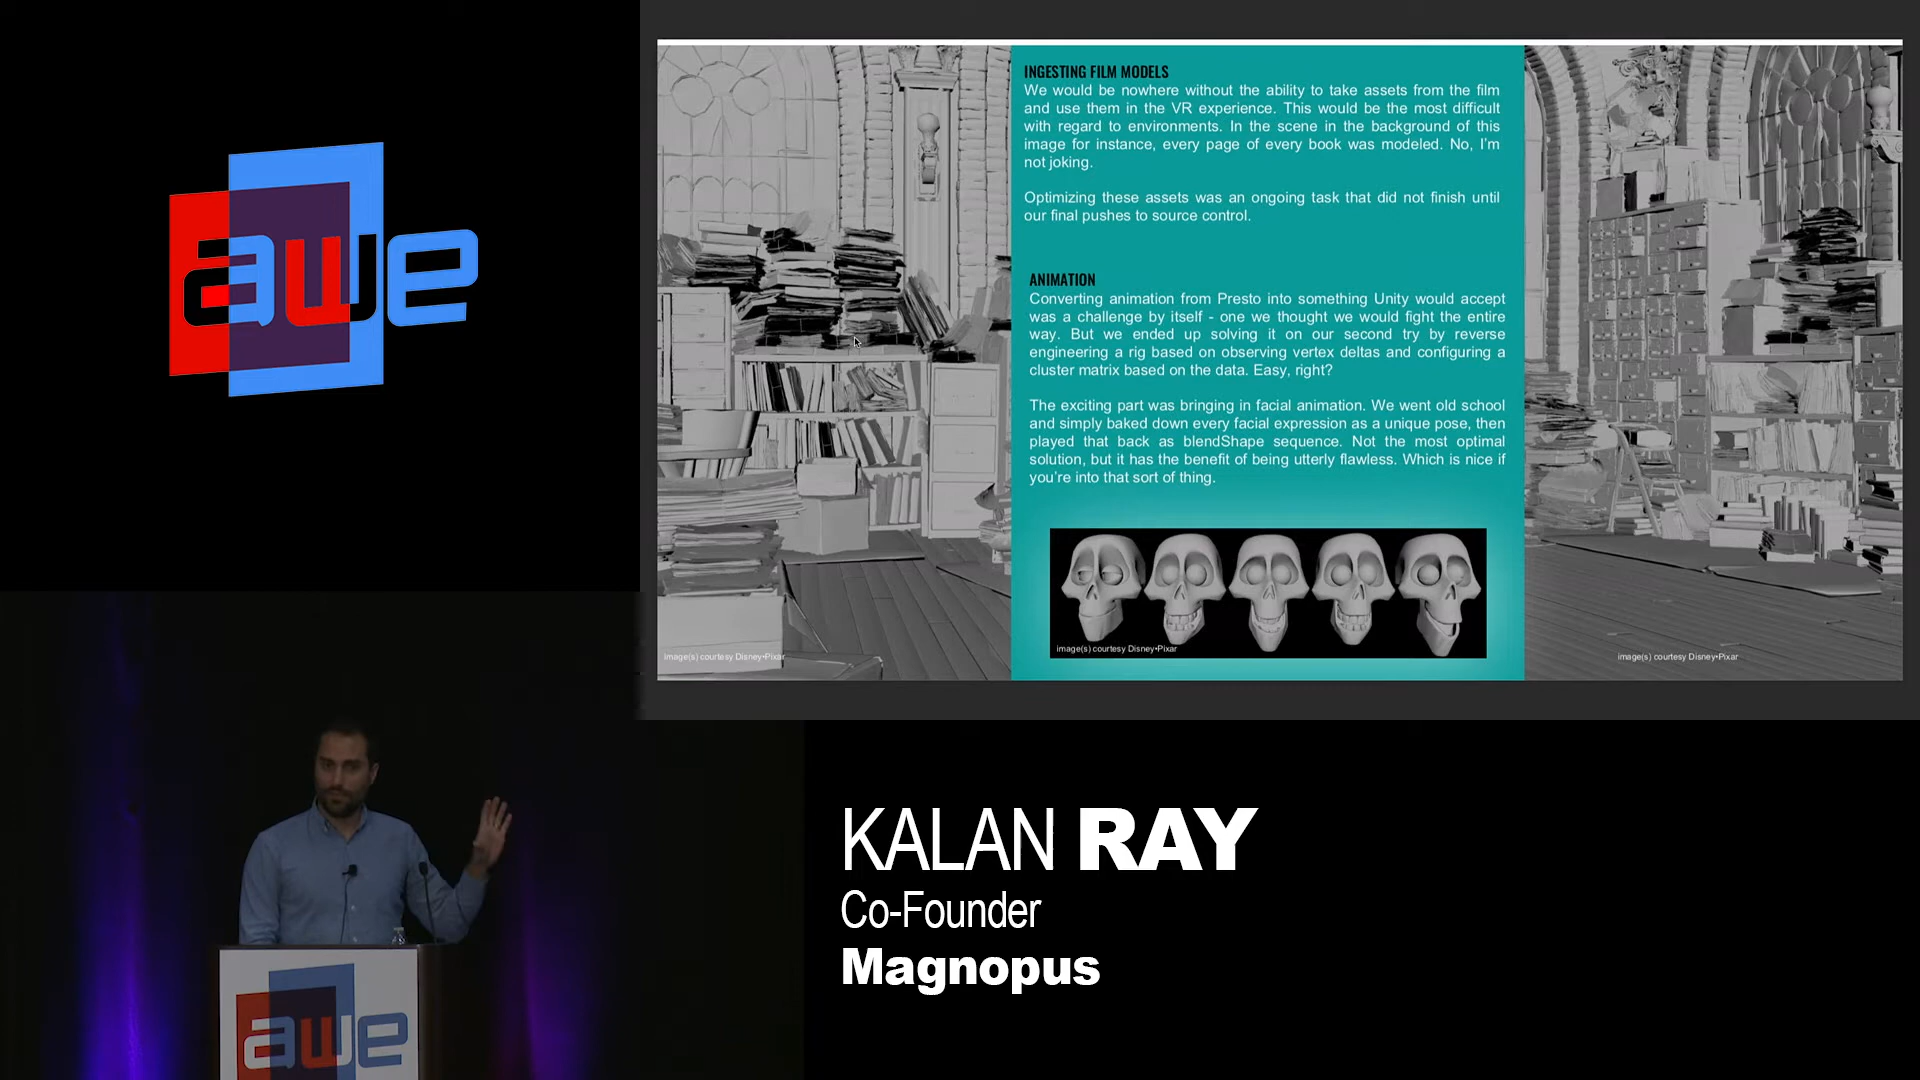 awe
INGESTING FILM MODELS
We would be nowhere without the ability to take assets from the film
and use them in the VR experience. This would be the most difficult
with regard to environments. In the scene in the background of this
image for instance, every page of every book was modeled. No, I'm
not joking.
Optimizing these assets was an ongoing task that did not finish until
our final pushes to source control.
ANIMATION
Converting animation from Presto into something Unity would accept
was a challenge by itself - one we thought we would fight the entire
way. But we ended up solving it on our second try by reverse
engineering a rig based on observing vertex deltas and configuring a
cluster matrix based on the data. Easy, right?
The exciting part was bringing in facial animation. We went old school
and simply baked down every facial expression as a unique pose, then
played that back as blendShape sequence. Not the most optimal
solution, but it has the benefit of being utterly flawless. Which is nice if
you're into that sort of thing.
image(s) courtesy Disney•Pixar
image(s) courtesy Disney•Pixar
image(s) courtesy Disney•Pixar
KALAN RAY
Co-Founder
Magnopus
awe